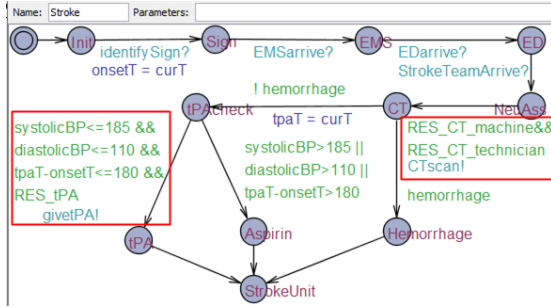 Name: Stroke Parameters:
Init
Sign
EMS
ED
identifySign?
onsetT = curT
EMSarrive?
EDarrive?
StrokeTeamArrive?
! hemorrhage
tPAcheck
CT
NeuAss
tpaT = curT
systolicBP<=185 &&
diastolicBP<=110 &&
tpaT-onsetT<=180 &&
RES_tPA
givetPA!
systolicBP>185 ||
diastolicBP>110 ||
tpaT-onsetT>180
RES_CT_machine&&
RES_CT_technician
CTscan!
hemorrhage
tPA
Aspirin
Hemorrhage
StrokeUnit